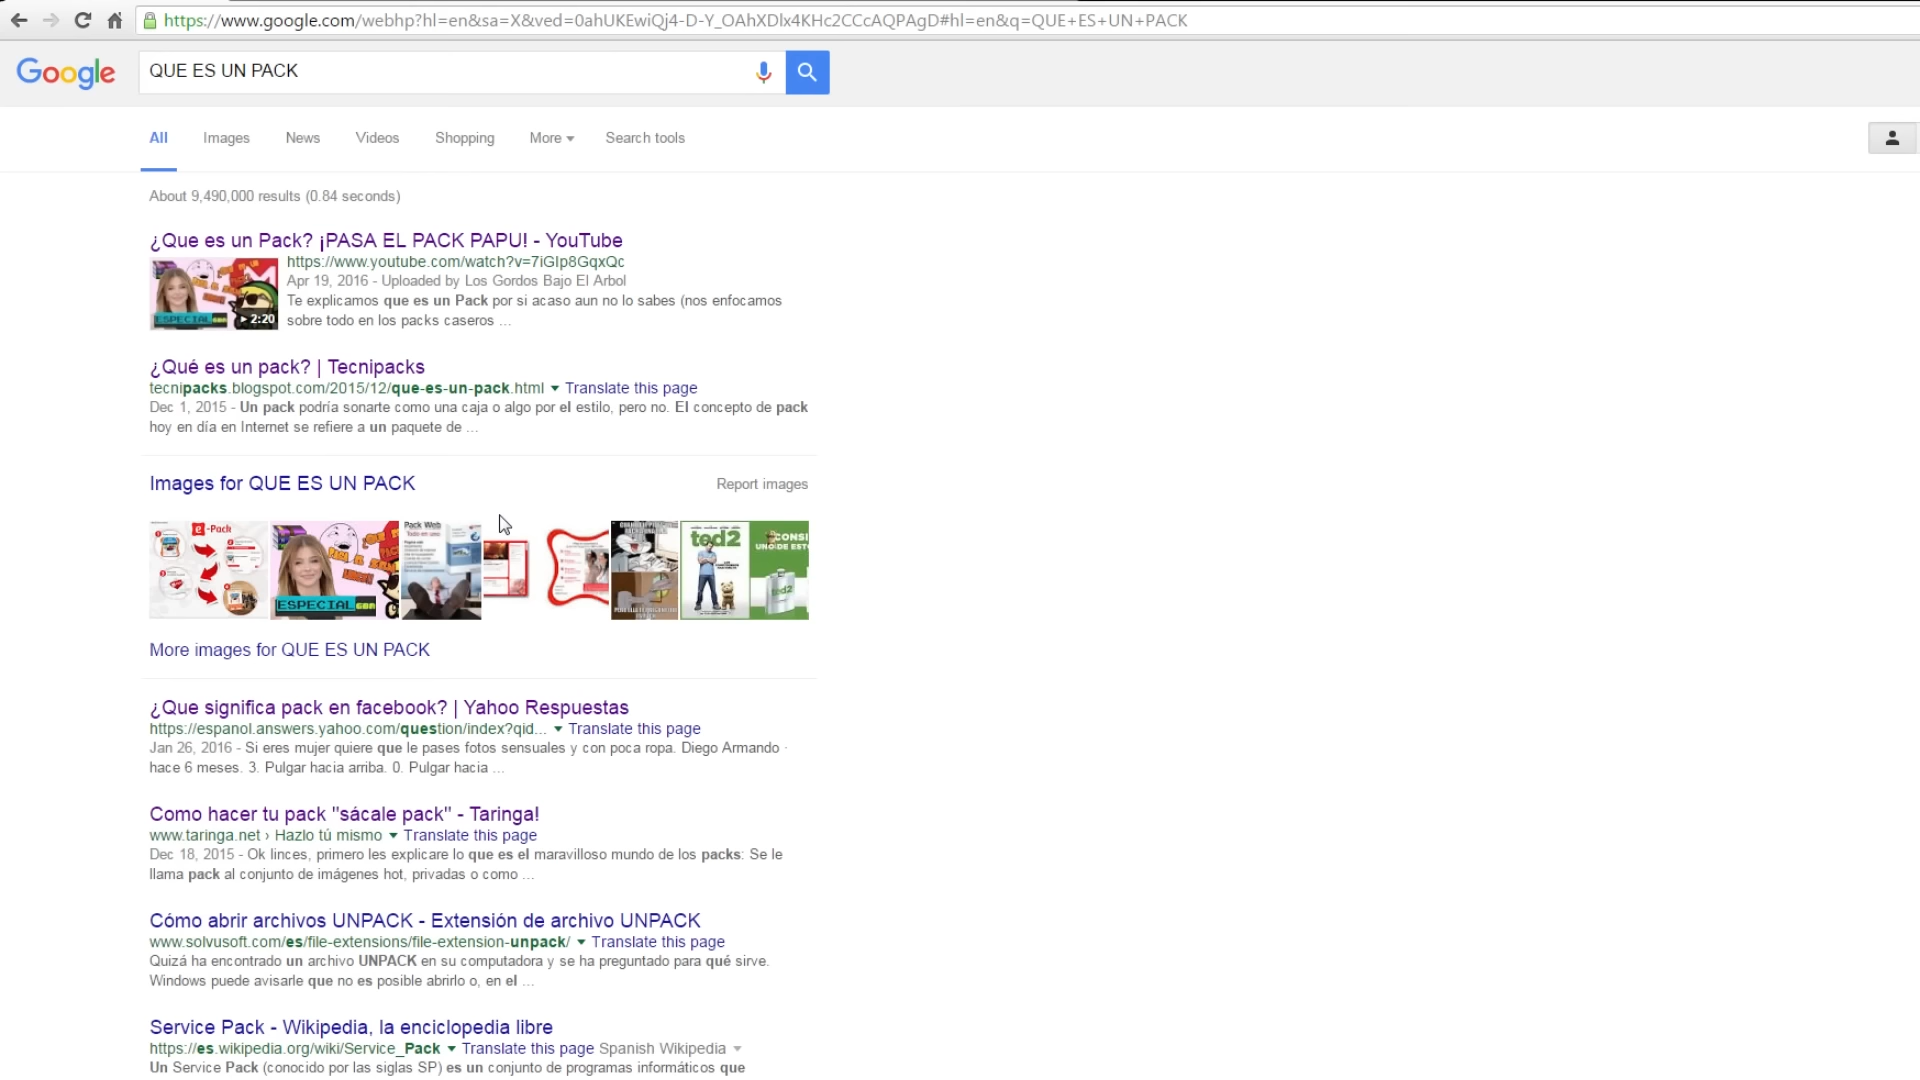 https://www.google.com/webhp?hl=en&sa=X&ved=0ahUKEwiQj4-D-Y_OAhXDlx4KHc2CCcAQPAgD#hl=en&q=QUE+ES+UN+PACK
Google
QUE ES UN PACK
All Images News Videos Shopping More Search tools
About 9,490,000 results (0.84 seconds)
¿Que es un Pack? ¡PASA EL PACK PAPU! - YouTube
https://www.youtube.com/watch?v=7iGIp8GqxQc
Apr 19, 2016 - Uploaded by Los Gordos Bajo El Arbol
Te explicamos que es un Pack por si acaso aun no lo sabes (nos enfocamos
sobre todo en los packs caseros ...
ESPECIAL
2:20
¿Qué es un pack? | Tecnipacks
tecnipacks.blogspot.com/2015/12/que-es-un-pack.html Translate this page
Dec 1, 2015 - Un pack podría sonarte como una caja o algo por el estilo, pero no. El concepto de pack
hoy en día en Internet se refiere a un paquete de ...
Images for QUE ES UN PACK
Report images
e-Pack
ESPECIAL GBA
Pack Web
Todo en uno
ted2
CONSI
UNO DE EST
ted2
More images for QUE ES UN PACK
¿Que significa pack en facebook? | Yahoo Respuestas
https://espanol.answers.yahoo.com/question/index?qid... Translate this page
Jan 26, 2016 - Si eres mujer quiere que le pases fotos sensuales y con poca ropa. Diego Armando ·
hace 6 meses. 3. Pulgar hacia arriba. 0. Pulgar hacia ...
Como hacer tu pack "sácale pack" - Taringa!
www.taringa.net › Hazlo tú mismo Translate this page
Dec 18, 2015 - Ok linces, primero les explicare lo que es el maravilloso mundo de los packs: Se le
llama pack al conjunto de imágenes hot, privadas o como ...
Cómo abrir archivos UNPACK - Extensión de archivo UNPACK
www.solvusoft.com/es/file-extensions/file-extension-unpack/ Translate this page
Quizá ha encontrado un archivo UNPACK en su computadora y se ha preguntado para qué sirve.
Windows puede avisarle que no es posible abrirlo o, en el ...
Service Pack - Wikipedia, la enciclopedia libre
https://es.wikipedia.org/wiki/Service_Pack Translate this page Spanish Wikipedia
Un Service Pack (conocido por las siglas SP) es un conjunto de programas informáticos que